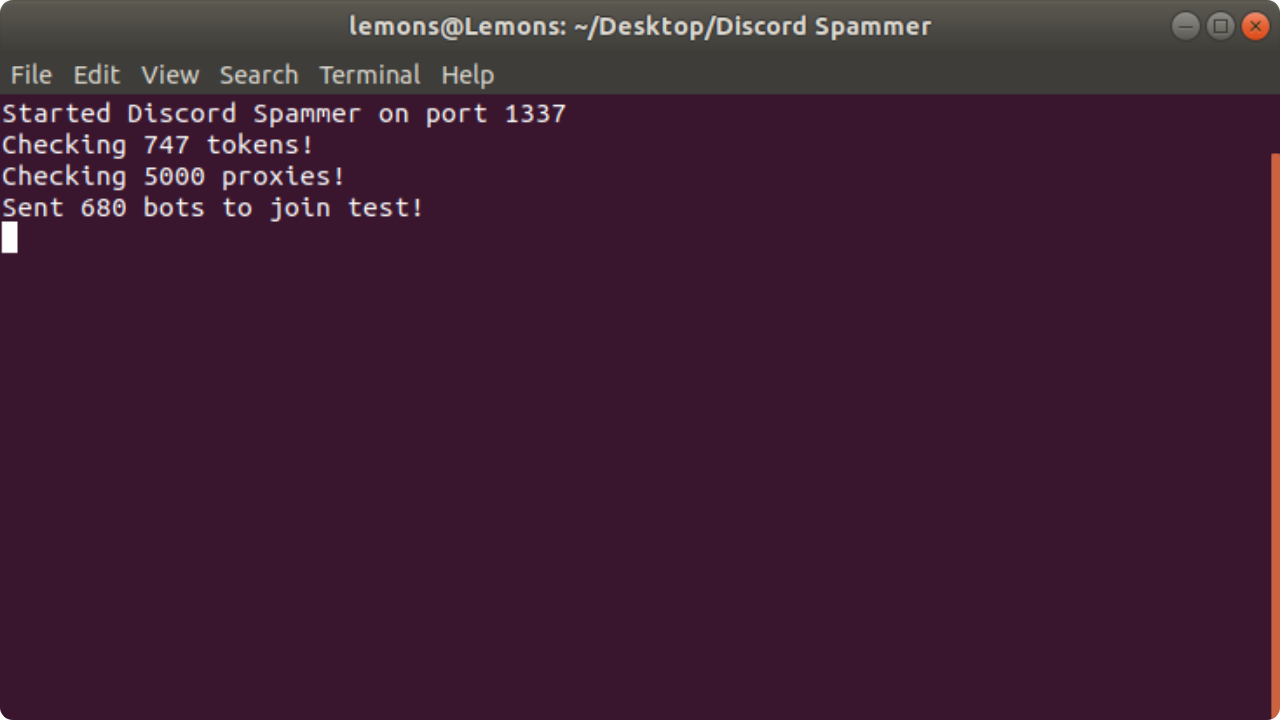 lemons@Lemons: ~/Desktop/Discord Spammer
File Edit View Search Terminal Help
Started Discord Spammer on port 1337
Checking 747 tokens!
Checking 5000 proxies!
Sent 680 bots to join test!